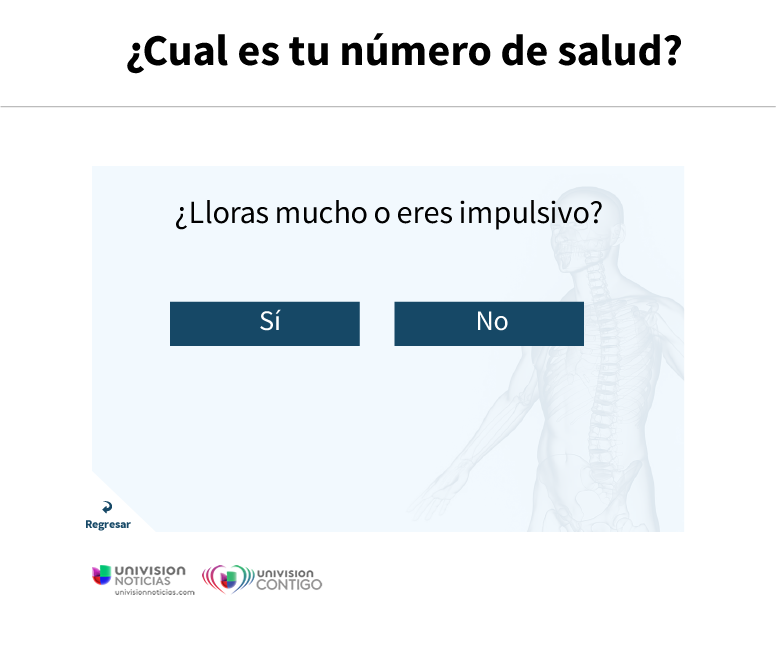 ¿Cual es tu número de salud?
¿Lloras mucho o eres impulsivo?
Sí
No
Regresar
UNIVISION
NOTICIAS
univisionnoticias.com
UNIVISION
CONTIGO